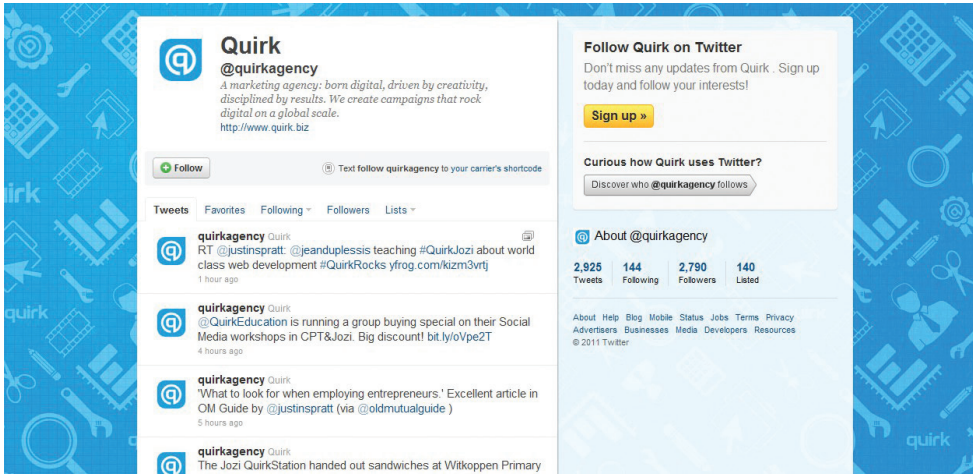 Quirk
@quirkagency
A marketing agency: born digital, driven by creativity,
disciplined by results. We create campaigns that rock
digital on a global scale.
http://www.quirk.biz
Follow
Text follow quirkagency to your carrier's shortcode
Tweets Favorites Following Followers Lists
quirkagency Quirk
RT @justinspratt: @jeanduplessis teaching #QuirkJozi about world
class web development #QuirkRocks yfrog.com/kizm3vrtj
1 hour ago
quirkagency Quirk
@QuirkEducation is running a group buying special on their Social
Media workshops in CPT&Jozi. Big discount! bit.ly/oVpe2T
4 hours ago
quirkagency Quirk
'What to look for when employing entrepreneurs.' Excellent article in
OM Guide by @justinspratt (via @oldmutualguide )
5 hours ago
quirkagency Quirk
The Jozi QuirkStation handed out sandwiches at Witkoppen Primary
Follow Quirk on Twitter
Don't miss any updates from Quirk . Sign up
today and follow your interests!
Sign up »
Curious how Quirk uses Twitter?
Discover who @quirkagency follows
About @quirkagency
2,925 144 2,790 140
Tweets Following Followers Listed
About Help Blog Mobile Status Jobs Terms Privacy
Advertisers Businesses Media Developers Resources
© 2011 Twitter
quirk
quirk